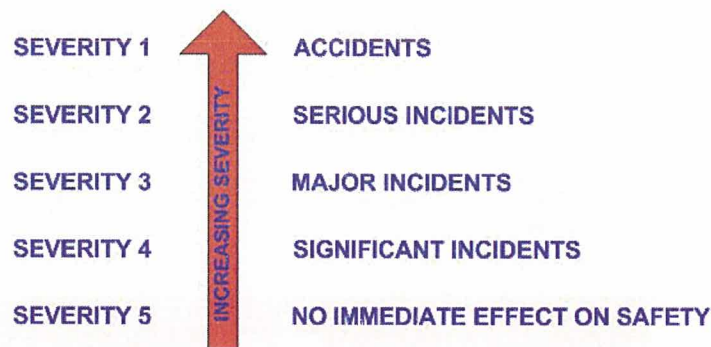 SEVERITY 1 ACCIDENTS
SEVERITY 2 SERIOUS INCIDENTS
SEVERITY 3 MAJOR INCIDENTS
SEVERITY 4 SIGNIFICANT INCIDENTS
SEVERITY 5 NO IMMEDIATE EFFECT ON SAFETY
INCREASING SEVERITY